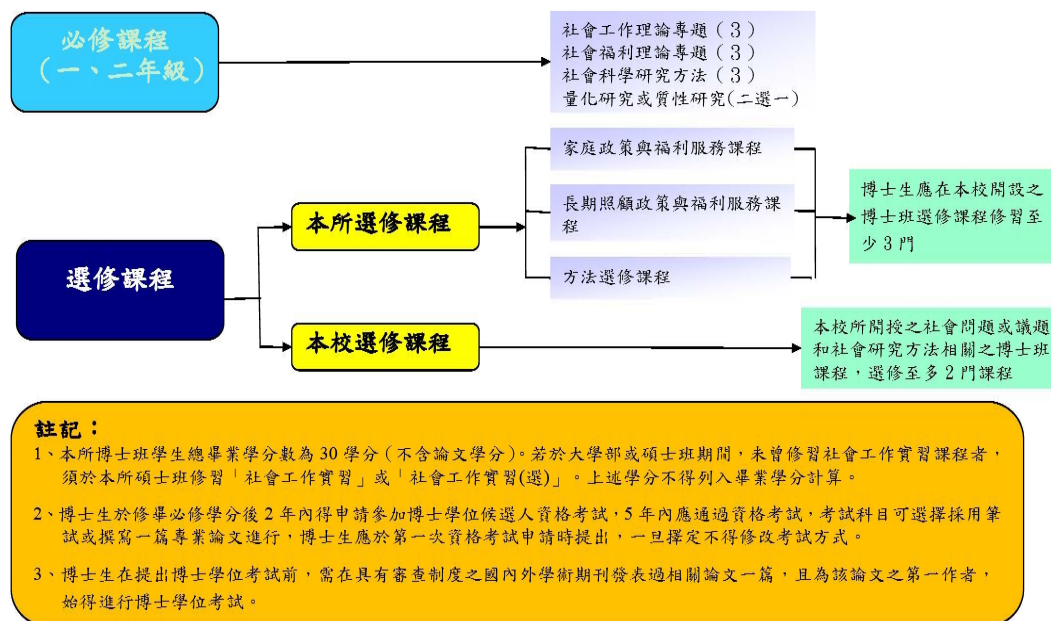 必修課程
(一、二年級)
社會工作理論專題(3)
社會福利理論專題(3)
社會科學研究方法(3)
量化研究或質性研究(二選一)
選修課程
本所選修課程
家庭政策與福利服務課程
長期照顧政策與福利服務課
程
方法選修課程
博士生應在本校開設之
博士班選修課程修習至
少3門
本校選修課程
本校所開授之社會問題或議題
和社會研究方法相關之博士班
課程,選修至多2門課程
註記:
1、本所博士班學生總畢業學分數為30學分(不含論文學分)。若於大學部或碩士班期間,未曾修習社會工作實習課程者,
須於本所碩士班修習「社會工作實習」或「社會工作實習(選)」。上述學分不得列入畢業學分計算。
2、博士生於修畢必修學分後2年內得申請參加博士學位候選人資格考試,5年內應通過資格考試,考試科目可選擇採用筆
試或撰寫一篇專業論文進行,博士生應於第一次資格考試申請時提出,一旦擇定不得修改考試方式。
3、博士生在提出博士學位考試前,需在具有審查制度之國內外學術期刊發表過相關論文一篇,且為該論文之第一作者,
始得進行博士學位考試。